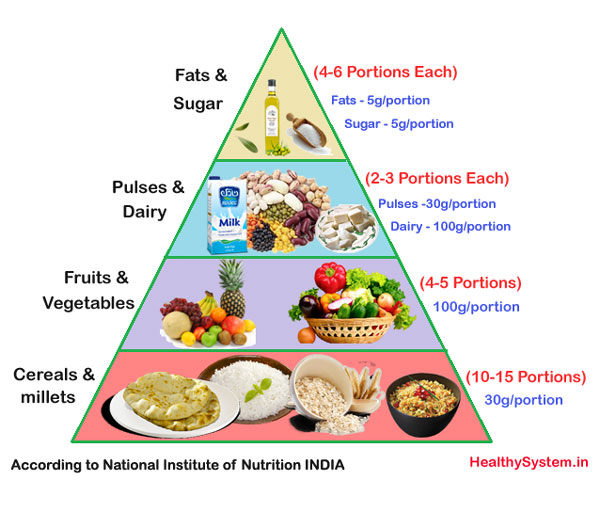 Fats &
Sugar
(4-6 Portions Each)
Fats - 5g/portion
Sugar - 5g/portion
Pulses &
Dairy
Milk
(2-3 Portions Each)
Pulses -30g/portion
Dairy - 100g/portion
Fruits &
Vegetables
(4-5 Portions)
100g/portion
Cereals &
millets
(10-15 Portions)
30g/portion
According to National Institute of Nutrition INDIA
HealthySystem.in